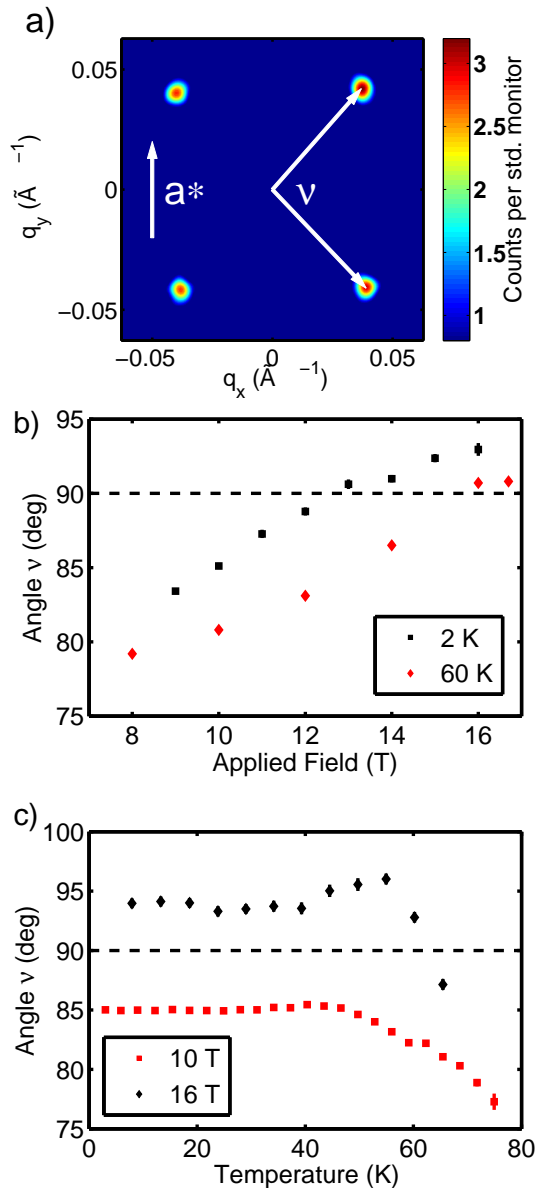 a)
0.05
0
−0.05
q_y (Ã ^−1)
a*
ν
−0.05
0
0.05
q_x (Ã ^−1)
3
2.5
2
1.5
1
Counts per std. monitor
b)
95
90
85
80
75
Angle ν (deg)
2 K
60 K
8 10 12 14 16
Applied Field (T)
c)
100
95
90
85
80
75
Angle ν (deg)
10 T
16 T
0 20 40 60 80
Temperature (K)